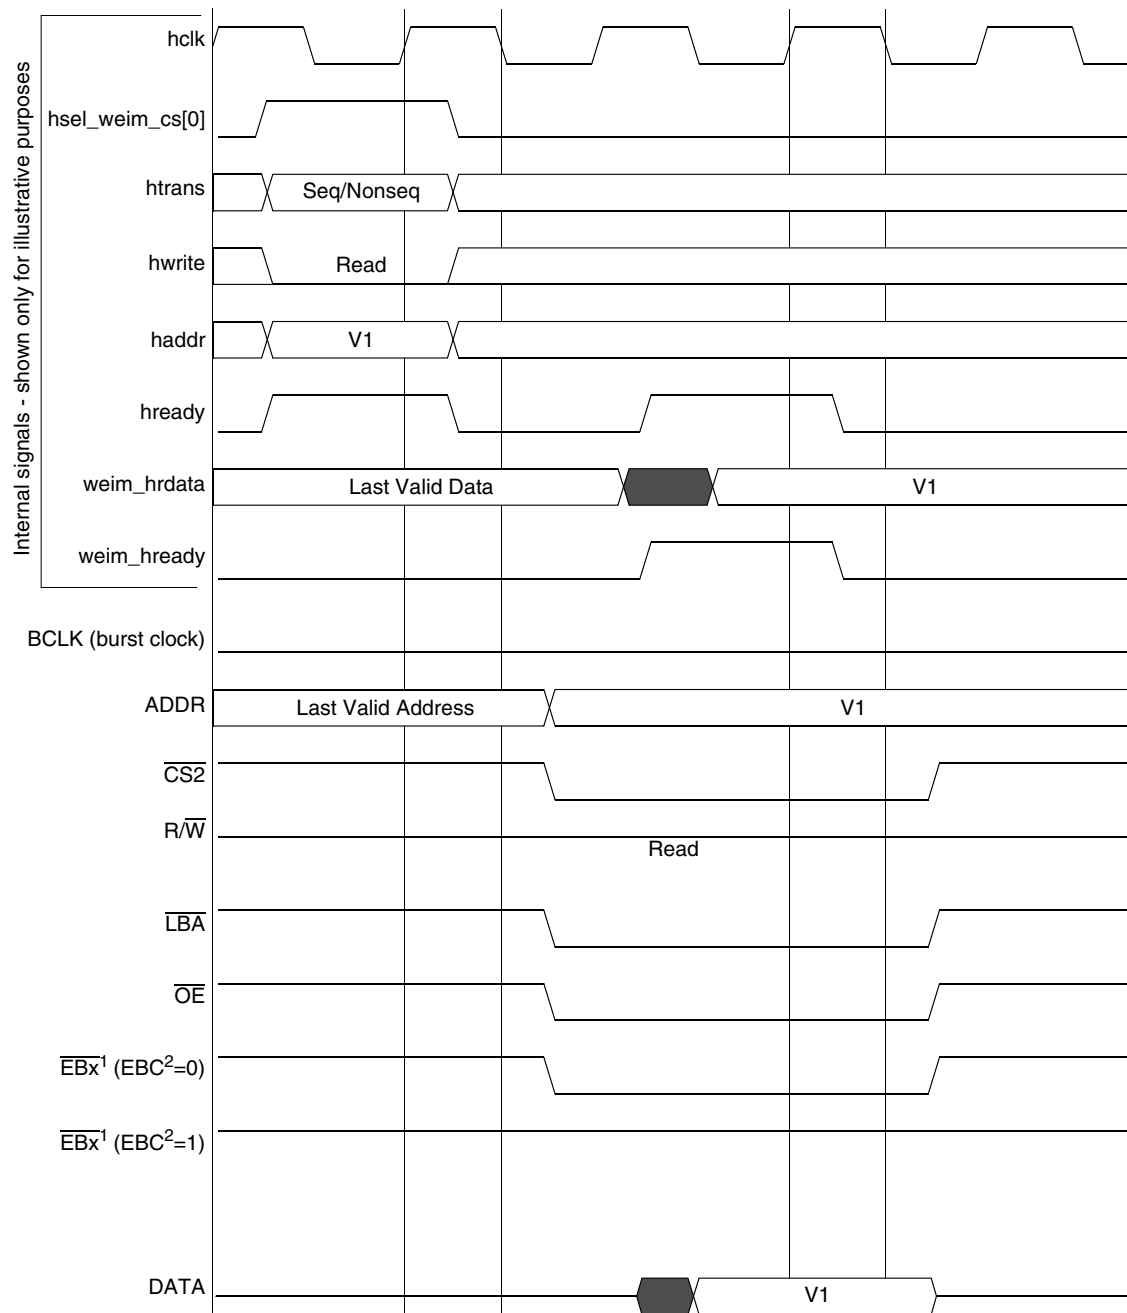 Internal signals - shown only for illustrative purposes
hclk
hsel_weim_cs[0]
htrans
Seq/Nonseq
hwrite
Read
haddr
V1
hready
weim_hrdata
Last Valid Data
V1
weim_hready
BCLK (burst clock)
ADDR
Last Valid Address
V1
CS2
R/W
Read
LBA
OE
EBx1 (EBC2=0)
EBx1 (EBC2=1)
DATA
V1